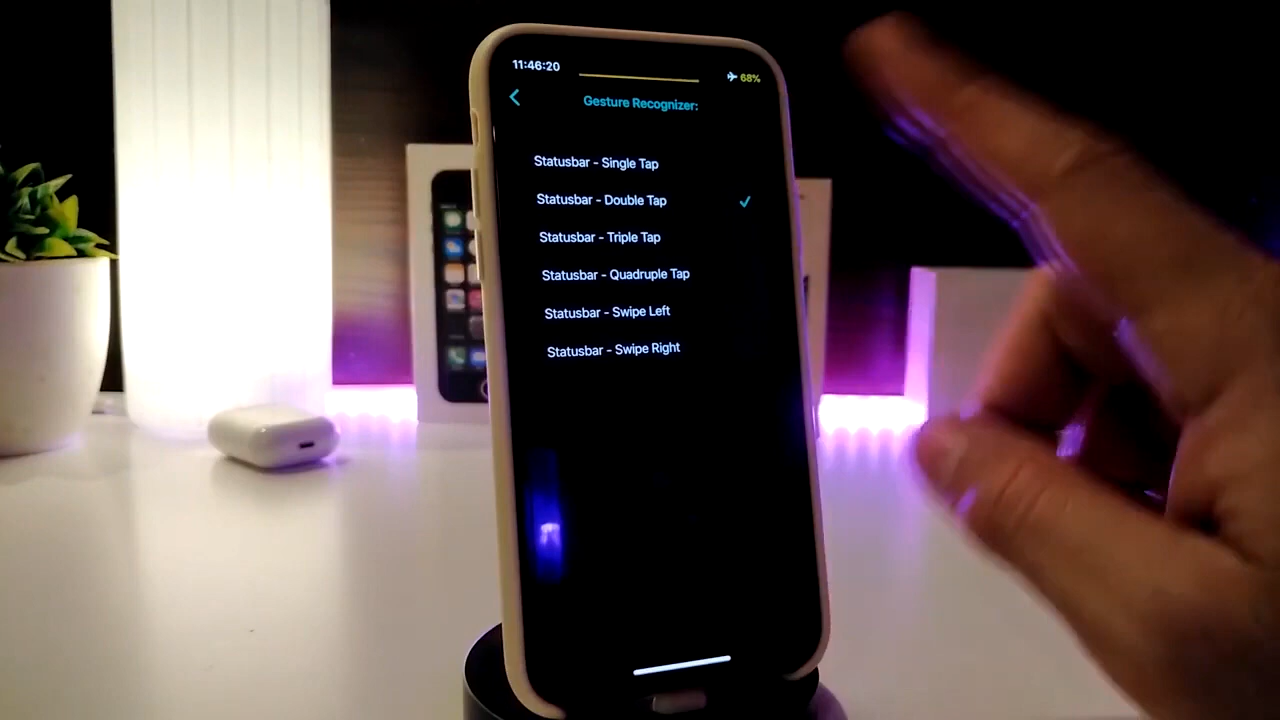 11:46:20
68%
Gesture Recognizer:
Statusbar - Single Tap
Statusbar - Double Tap
Statusbar - Triple Tap
Statusbar - Quadruple Tap
Statusbar - Swipe Left
Statusbar - Swipe Right